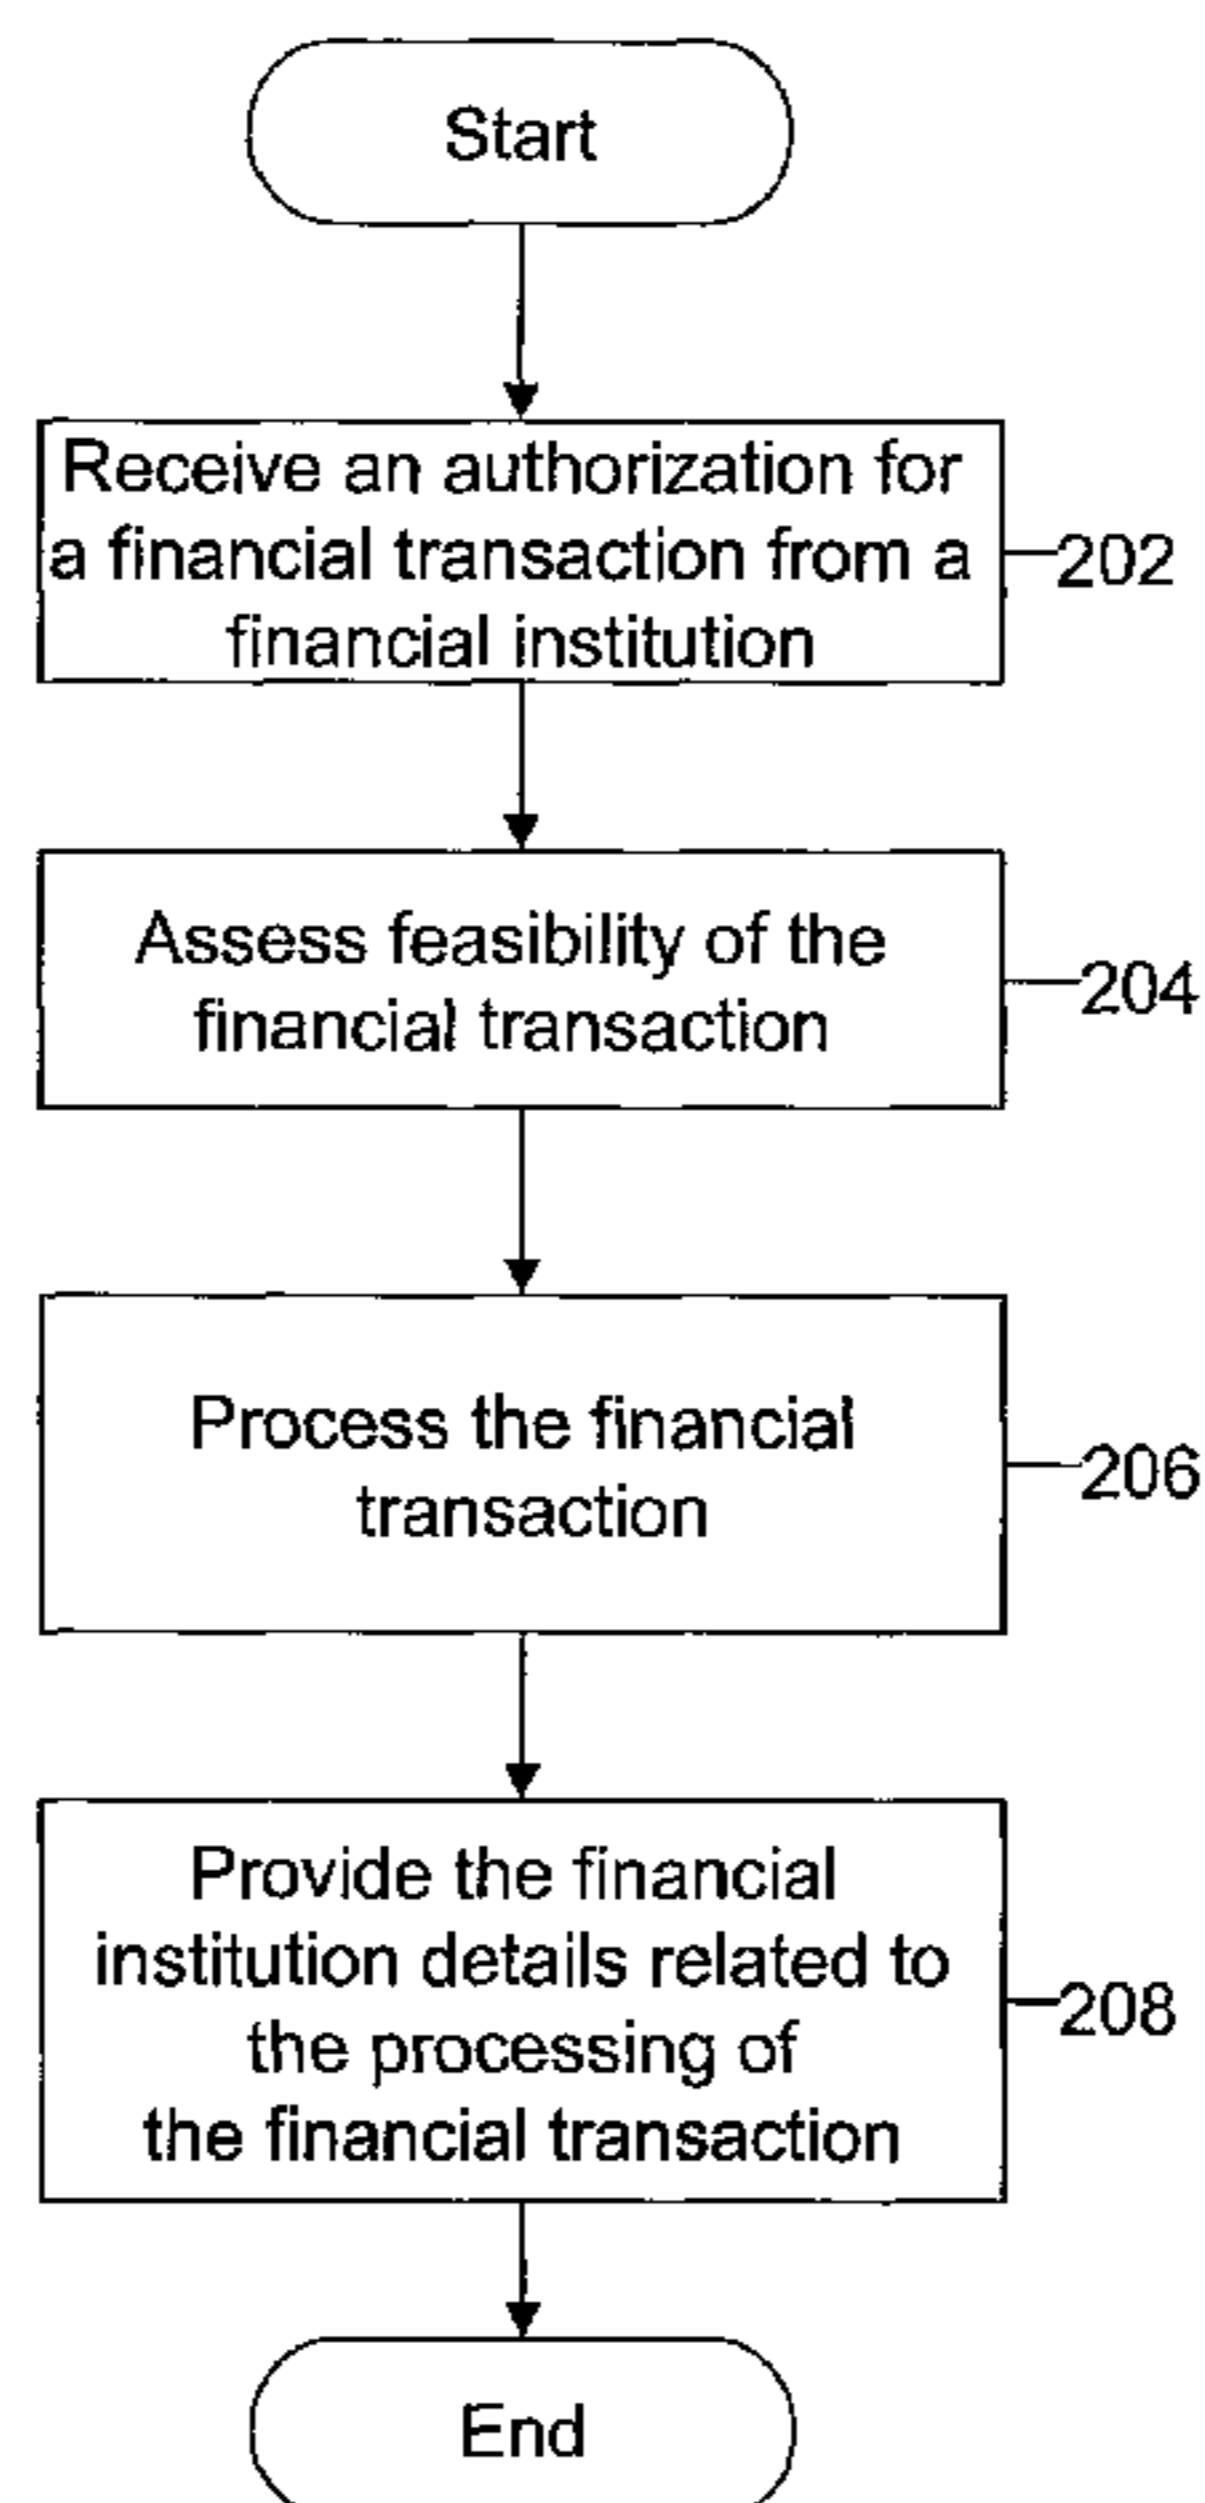 Start
Receive an authorization for
a financial transaction from a
financial institution
202
Assess feasibility of the
financial transaction
204
Process the financial
transaction
206
Provide the financial
institution details related to
the processing of
the financial transaction
208
End